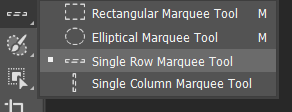 Rectangular Marquee Tool M
Elliptical Marquee Tool M
Single Row Marquee Tool
Single Column Marquee Tool